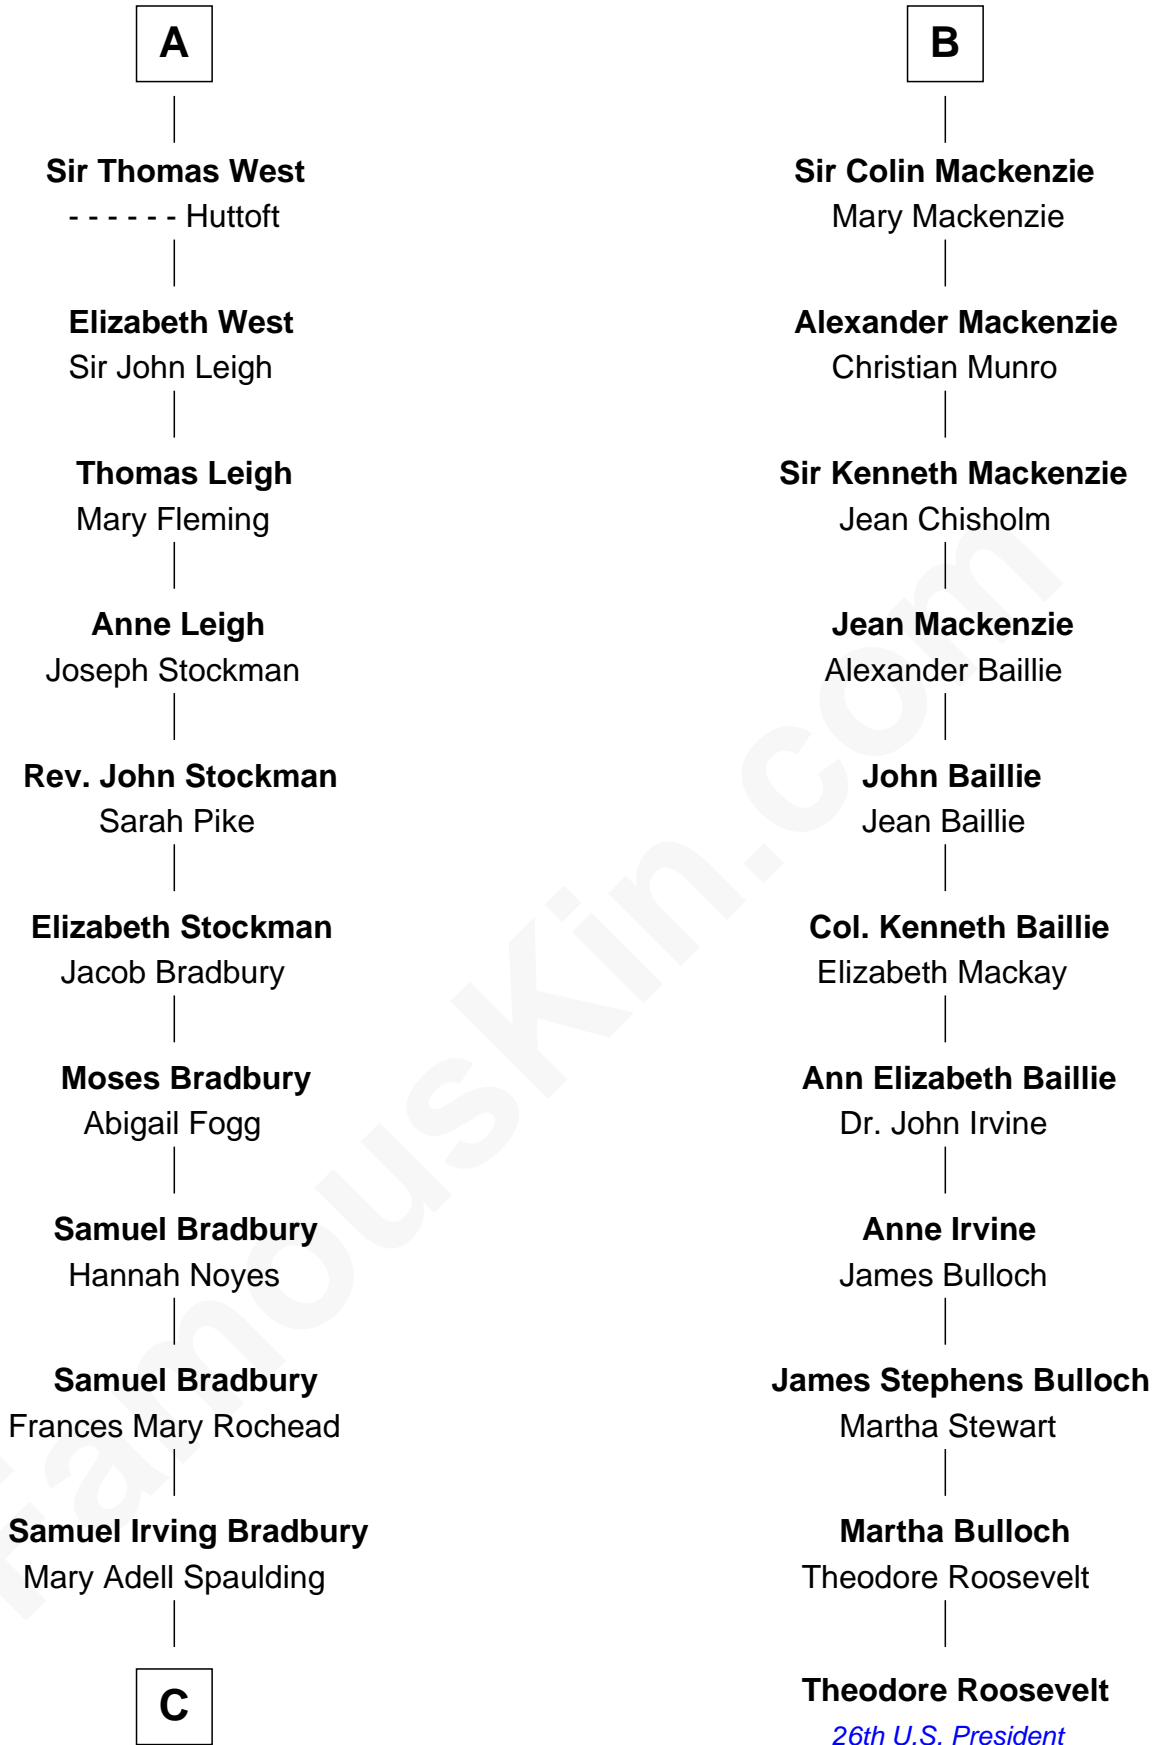 A
Sir Thomas West
- - - - - - Huttoft
Elizabeth West
Sir John Leigh
Thomas Leigh
Mary Fleming
Anne Leigh
Joseph Stockman
Rev. John Stockman
Sarah Pike
Elizabeth Stockman
Jacob Bradbury
Moses Bradbury
Abigail Fogg
Samuel Bradbury
Hannah Noyes
Samuel Bradbury
Frances Mary Rochead
Samuel Irving Bradbury
Mary Adell Spaulding
C
B
Sir Colin Mackenzie
Mary Mackenzie
Alexander Mackenzie
Christian Munro
Sir Kenneth Mackenzie
Jean Chisholm
Jean Mackenzie
Alexander Baillie
John Baillie
Jean Baillie
Col. Kenneth Baillie
Elizabeth Mackay
Ann Elizabeth Baillie
Dr. John Irvine
Anne Irvine
James Bulloch
James Stephens Bulloch
Martha Stewart
Martha Bulloch
Theodore Roosevelt
Theodore Roosevelt
26th U.S. President
FamousKin.com